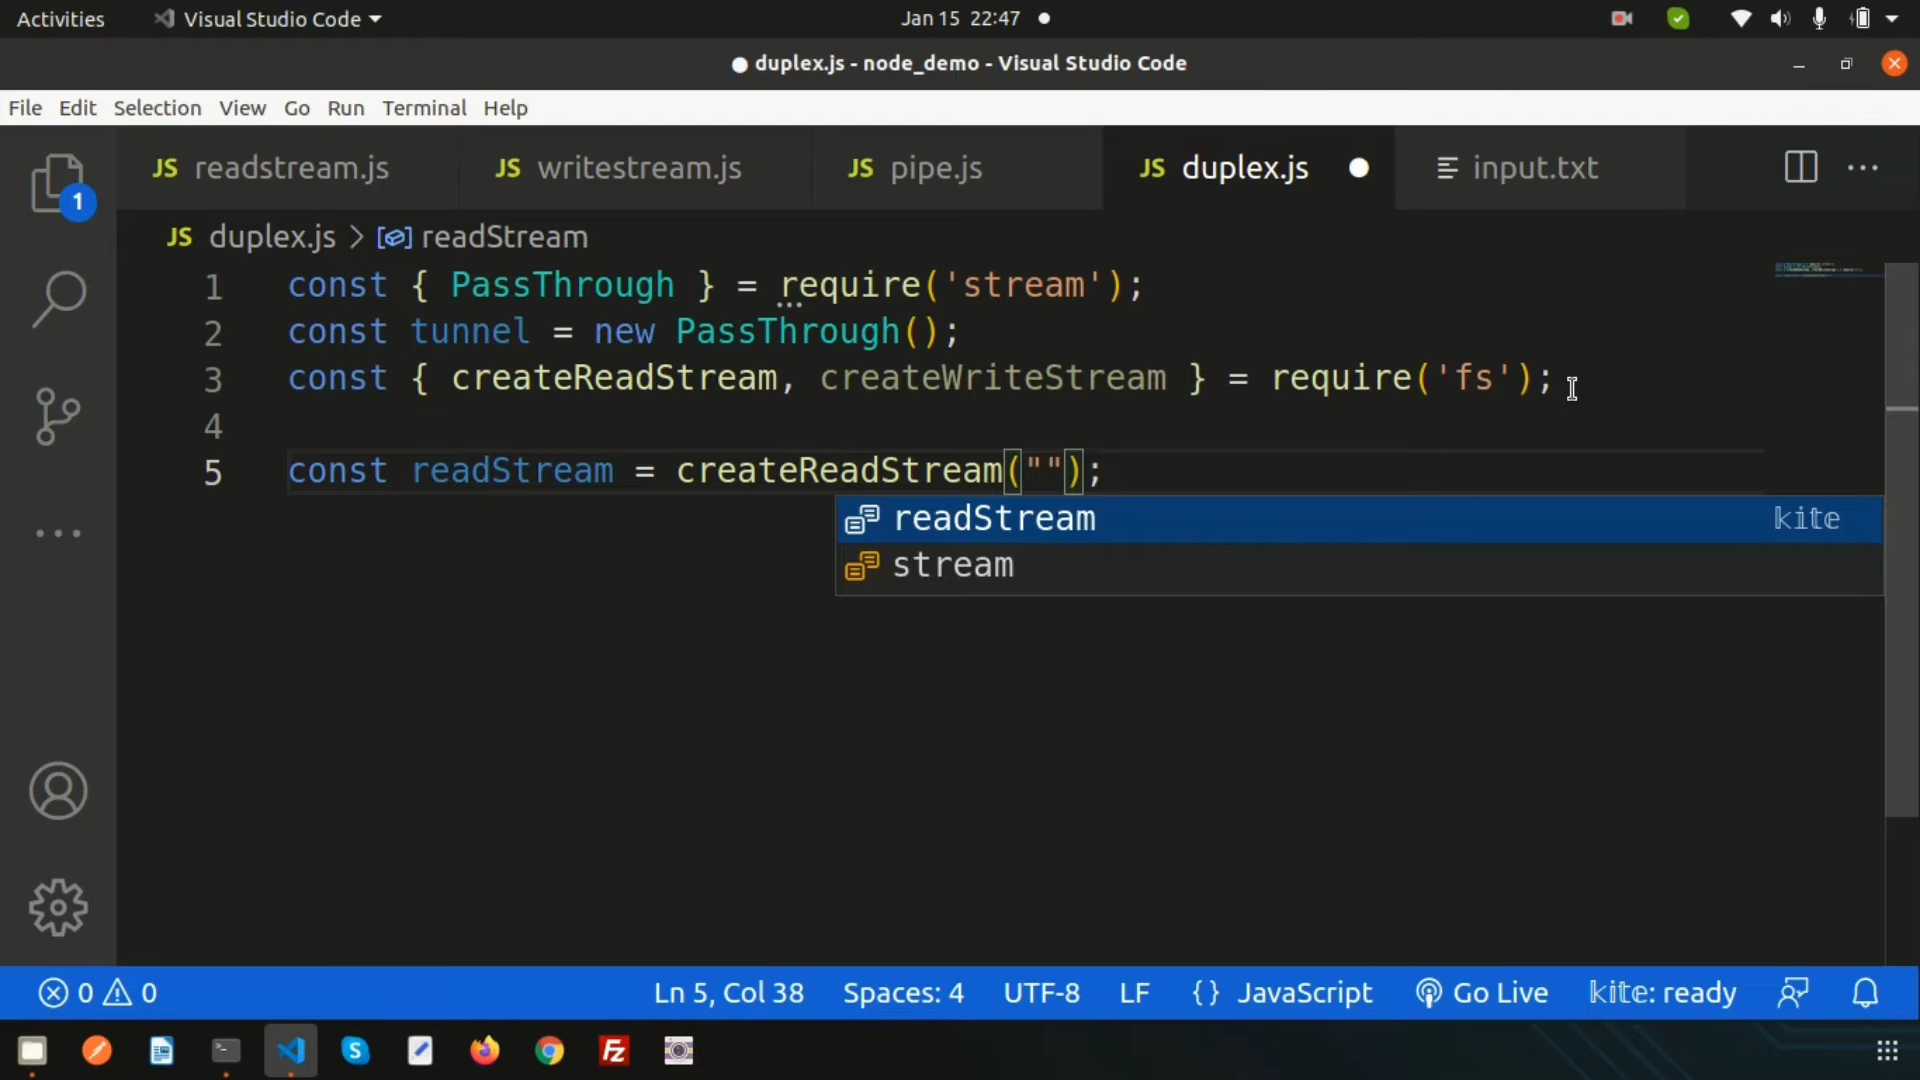 Activities Visual Studio Code Jan 15 22:47
duplex.js - node_demo - Visual Studio Code
File Edit Selection View Go Run Terminal Help
JS readstream.js JS writestream.js JS pipe.js JS duplex.js input.txt
1
JS duplex.js > readStream
1 const { PassThrough } = require('stream');
2 const tunnel = new PassThrough();
3 const { createReadStream, createWriteStream } = require('fs');
4
5 const readStream = createReadStream("");
readStream kite
stream
0 0 Ln 5, Col 38 Spaces: 4 UTF-8 LF {} JavaScript Go Live kite: ready
S Fz